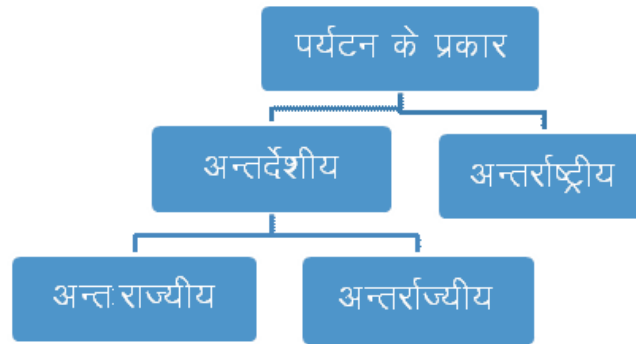 पर्यटन के प्रकार
अन्तर्देशीय
अन्तर्राष्ट्रीय
अन्तःराज्यीय
अन्तर्राज्यीय